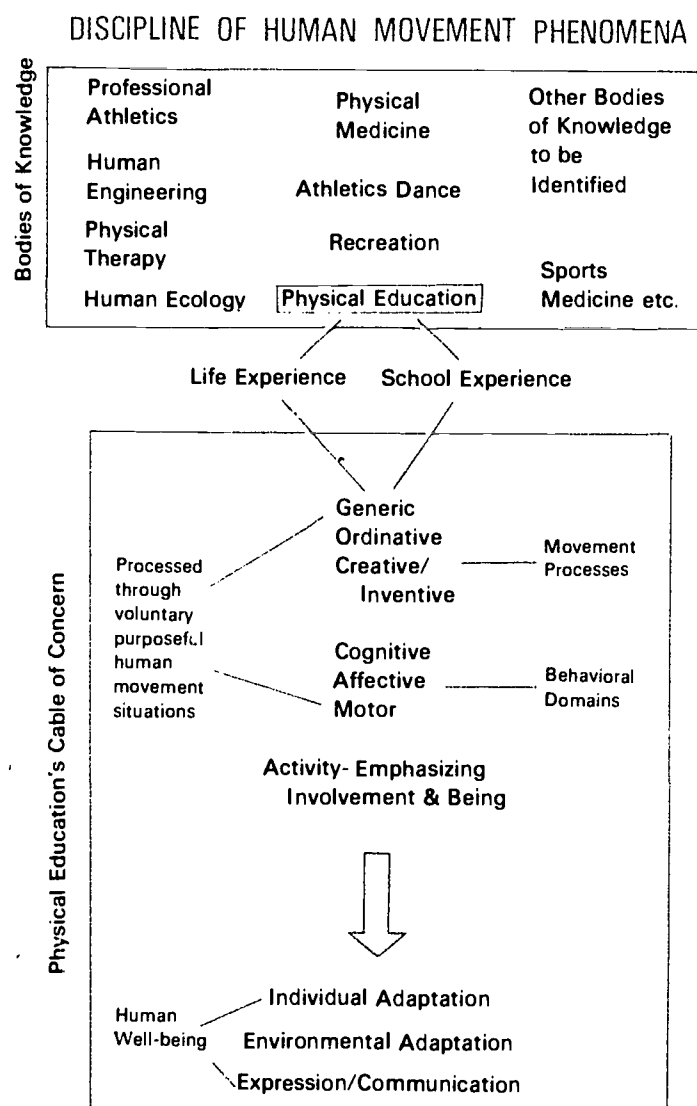 DISCIPLINE OF HUMAN MOVEMENT PHENOMENA
Bodies of Knowledge
Professional
Athletics
Human
Engineering
Physical
Therapy
Human Ecology
Physical
Medicine
Athletics Dance
Recreation
Physical Education
Other Bodies
of Knowledge
to be
Identified
Sports
Medicine etc.
Life Experience
School Experience
Physical Education's Cable of Concern
Generic
Ordinative
Creative/
Inventive
Movement
Processes
Processed
through
voluntary
purposeful
human
movement
situations
Cognitive
Affective
Motor
Behavioral
Domains
Activity-Emphasizing
Involvement & Being
Human
Well-being
Individual Adaptation
Environmental Adaptation
Expression/Communication